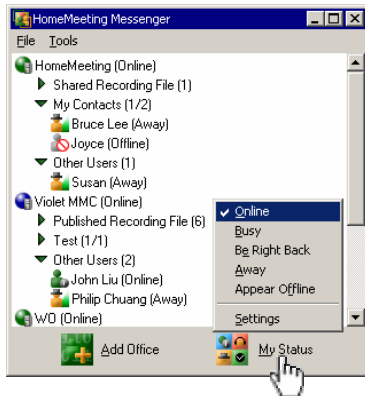 HomeMeeting Messenger
File Tools
HomeMeeting (Online)
Shared Recording File (1)
My Contacts (1/2)
Bruce Lee (Away)
Joyce (Offline)
Other Users (1)
Susan (Away)
Violet MMC (Online)
Published Recording File (6)
Test (1/1)
Other Users (2)
John Liu (Online)
Philip Chuang (Away)
WO (Online)
Online
Busy
Be Right Back
Away
Appear Offline
Settings
Add Office
My Status